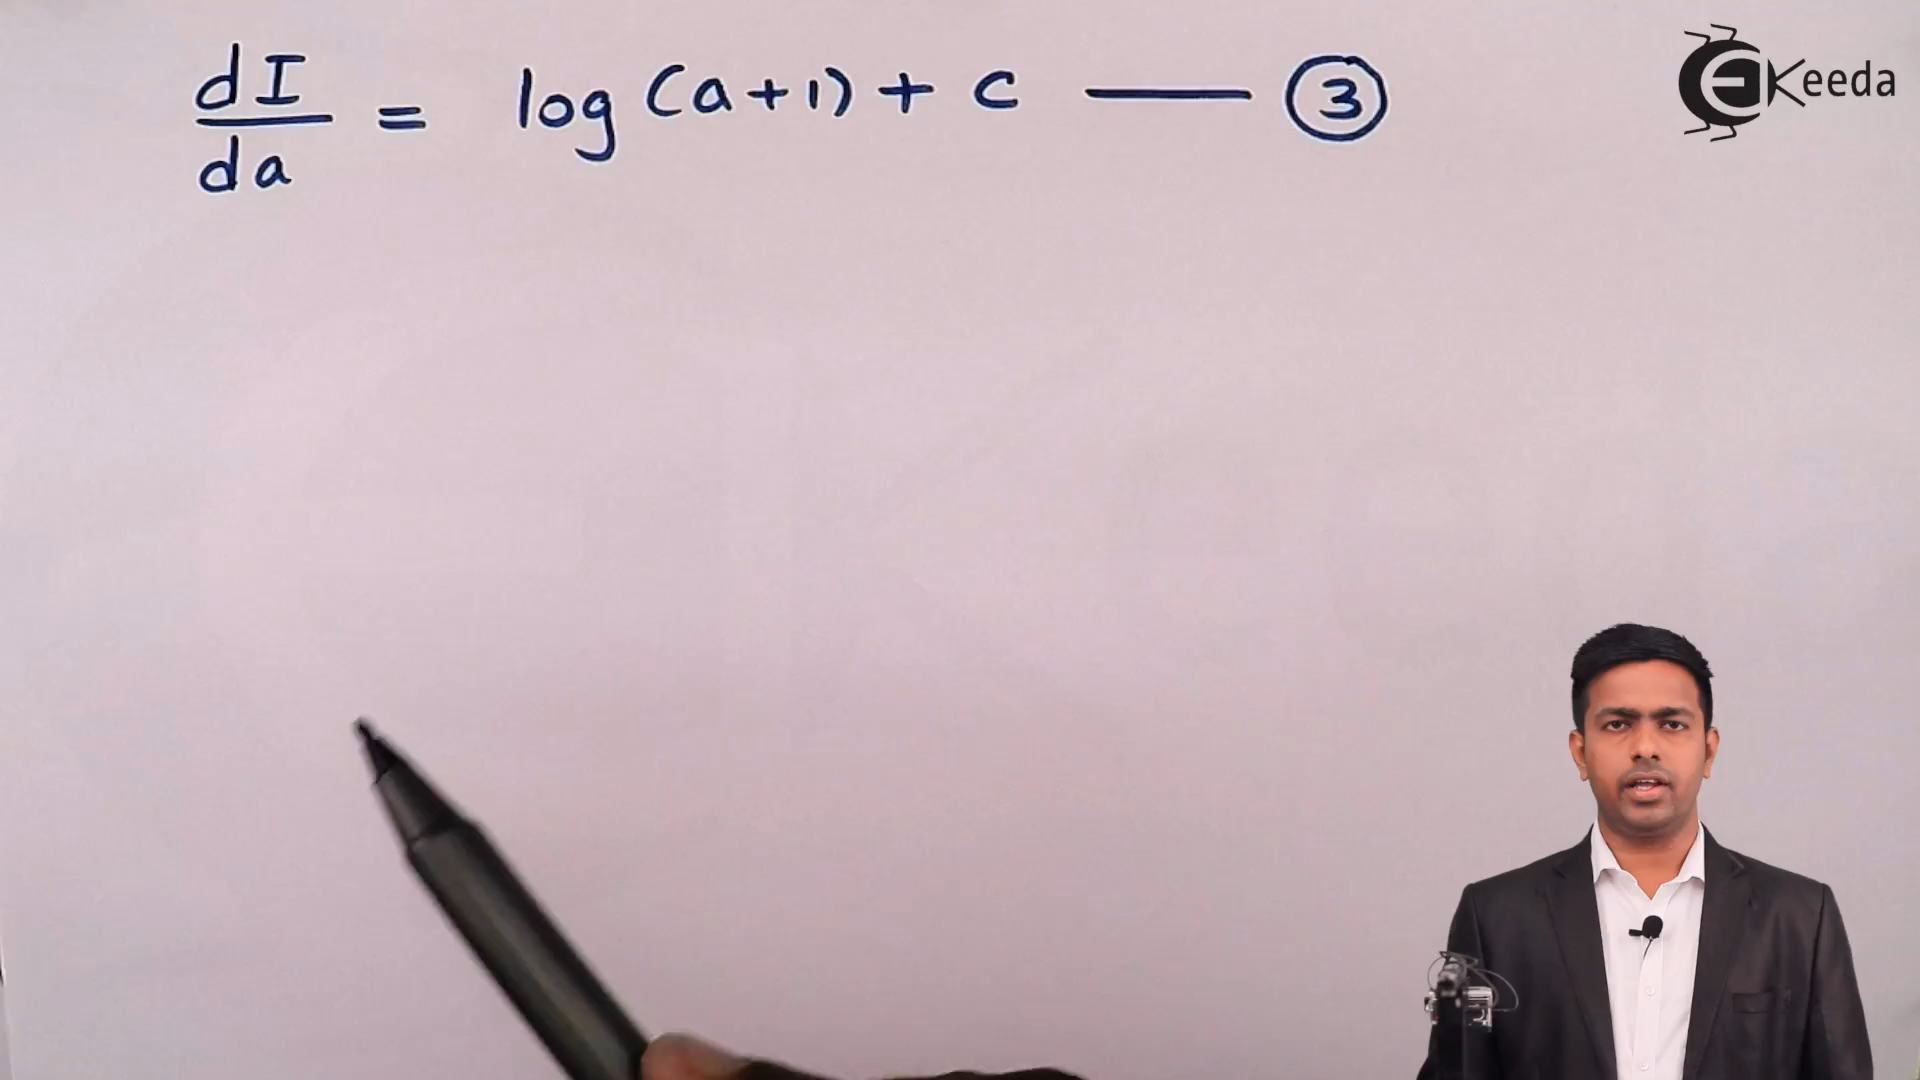 dI/da = log (a+1) + c — ③
eKeeda